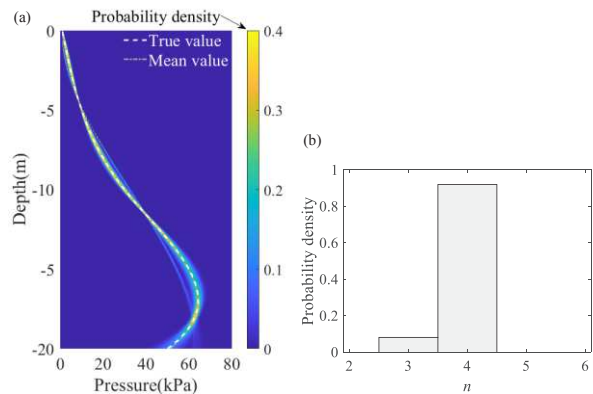 (a)
Probability density
True value
Mean value
0
-5
-10
-5
-20
Depth(m)
0
20
40
60
80
Pressure(kPa)
0.4
0.3
0.2
0.1
0
(b)
1
0.8
0.6
0.4
0.2
0
Probability density
2
3
4
5
6
n